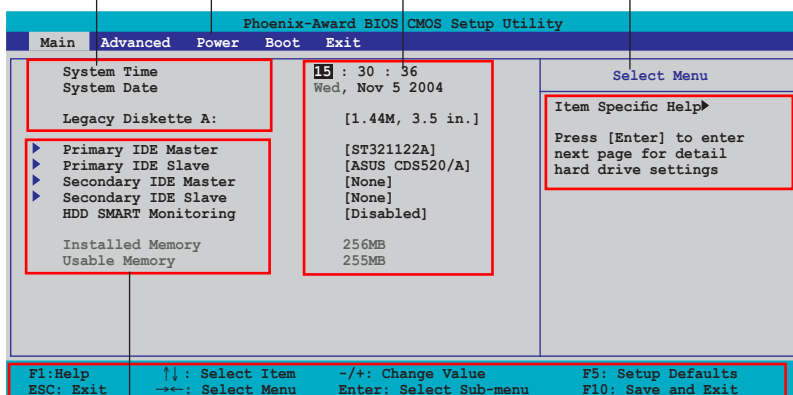 Phoenix-Award BIOS CMOS Setup Utility
Main Advanced Power Boot Exit
System Time 15 : 30 : 36
System Date Wed, Nov 5 2004
Legacy Diskette A: [1.44M, 3.5 in.]
Primary IDE Master [ST321122A]
Primary IDE Slave [ASUS CDS520/A]
Secondary IDE Master [None]
Secondary IDE Slave [None]
HDD SMART Monitoring [Disabled]
Installed Memory 256MB
Usable Memory 255MB
Select Menu
Item Specific Help
Press [Enter] to enter
next page for detail
hard drive settings
F1:Help ↑↓: Select Item -/+: Change Value F5: Setup Defaults
ESC: Exit →←: Select Menu Enter: Select Sub-menu F10: Save and Exit